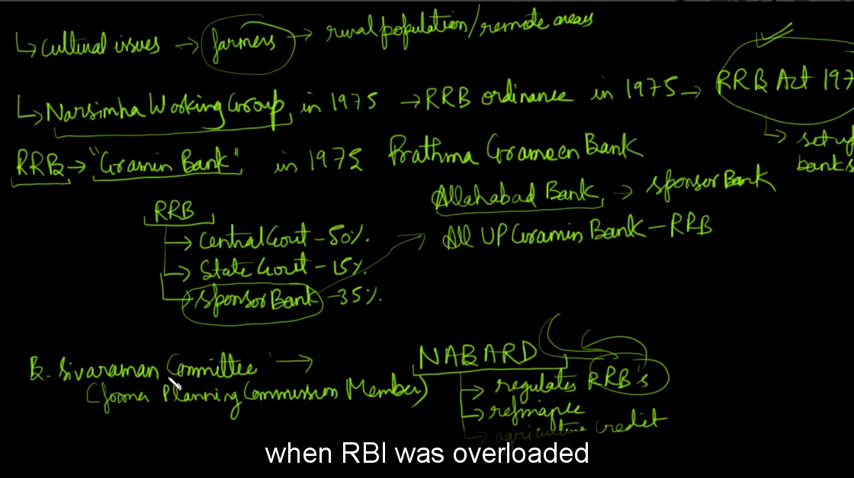 ↳ Cultural issues → farmers → rural population/remote areas
↳ Narsimha Working Group, in 1975 → RRB ordinance in 1975 → RRB Act 197
↳ set up banks
RRB → "Gramin Bank" in 1975 Prathma Grameen Bank
Allahabad Bank, → Sponsor Bank
RRB
→ Central Govt - 50%.
→ All UP Gramin Bank - RRB
→ State Govt - 15%.
→ Sponsor Bank - 35%.
B. Sivaraman Committee →
(former Planning Commission Member)
NABARD
→ regulates RRB's
→ refinance
→ agriculture credit
when RBI was overloaded